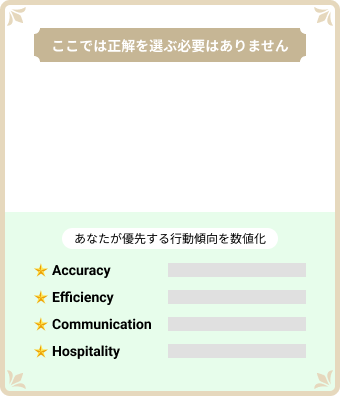 ここでは正解を選ぶ必要はありません
あなたが優先する行動傾向を数値化
Accuracy
Efficiency
Communication
Hospitality